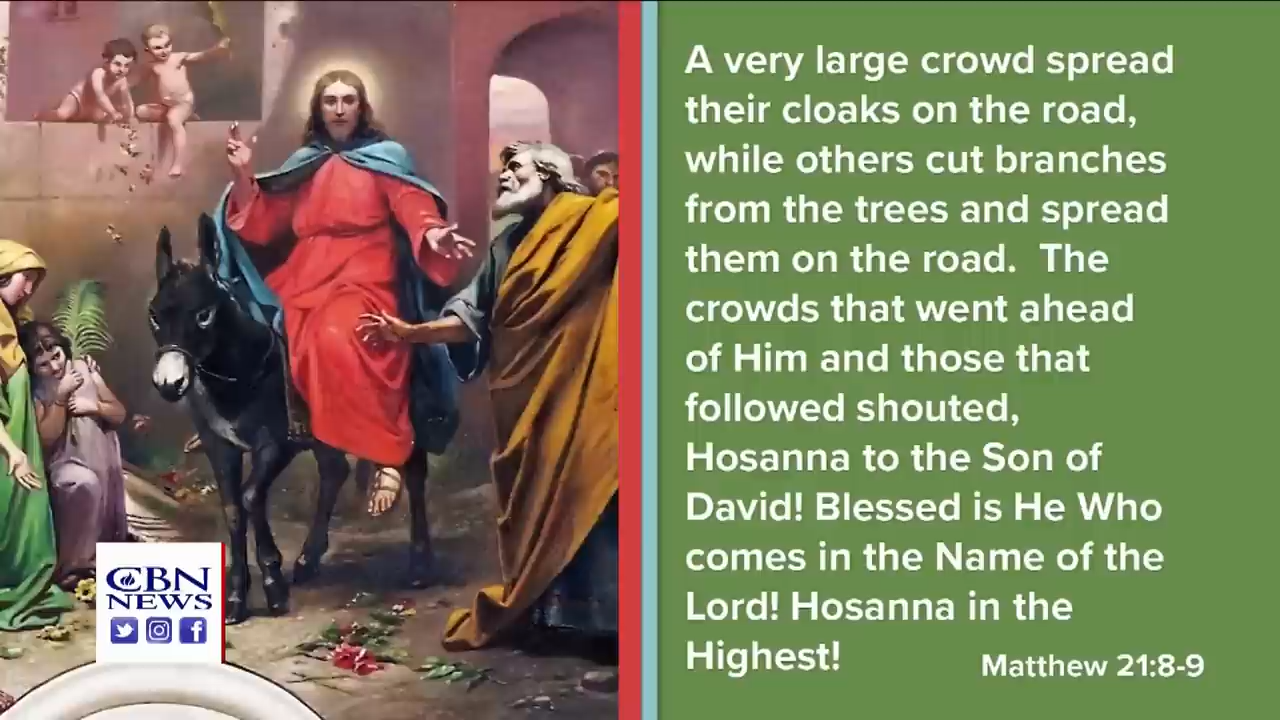 A very large crowd spread
their cloaks on the road,
while others cut branches
from the trees and spread
them on the road.  The
crowds that went ahead
of Him and those that
followed shouted,
Hosanna to the Son of
David! Blessed is He Who
comes in the Name of the
Lord! Hosanna in the
Highest!
Matthew 21:8-9
CBN
NEWS